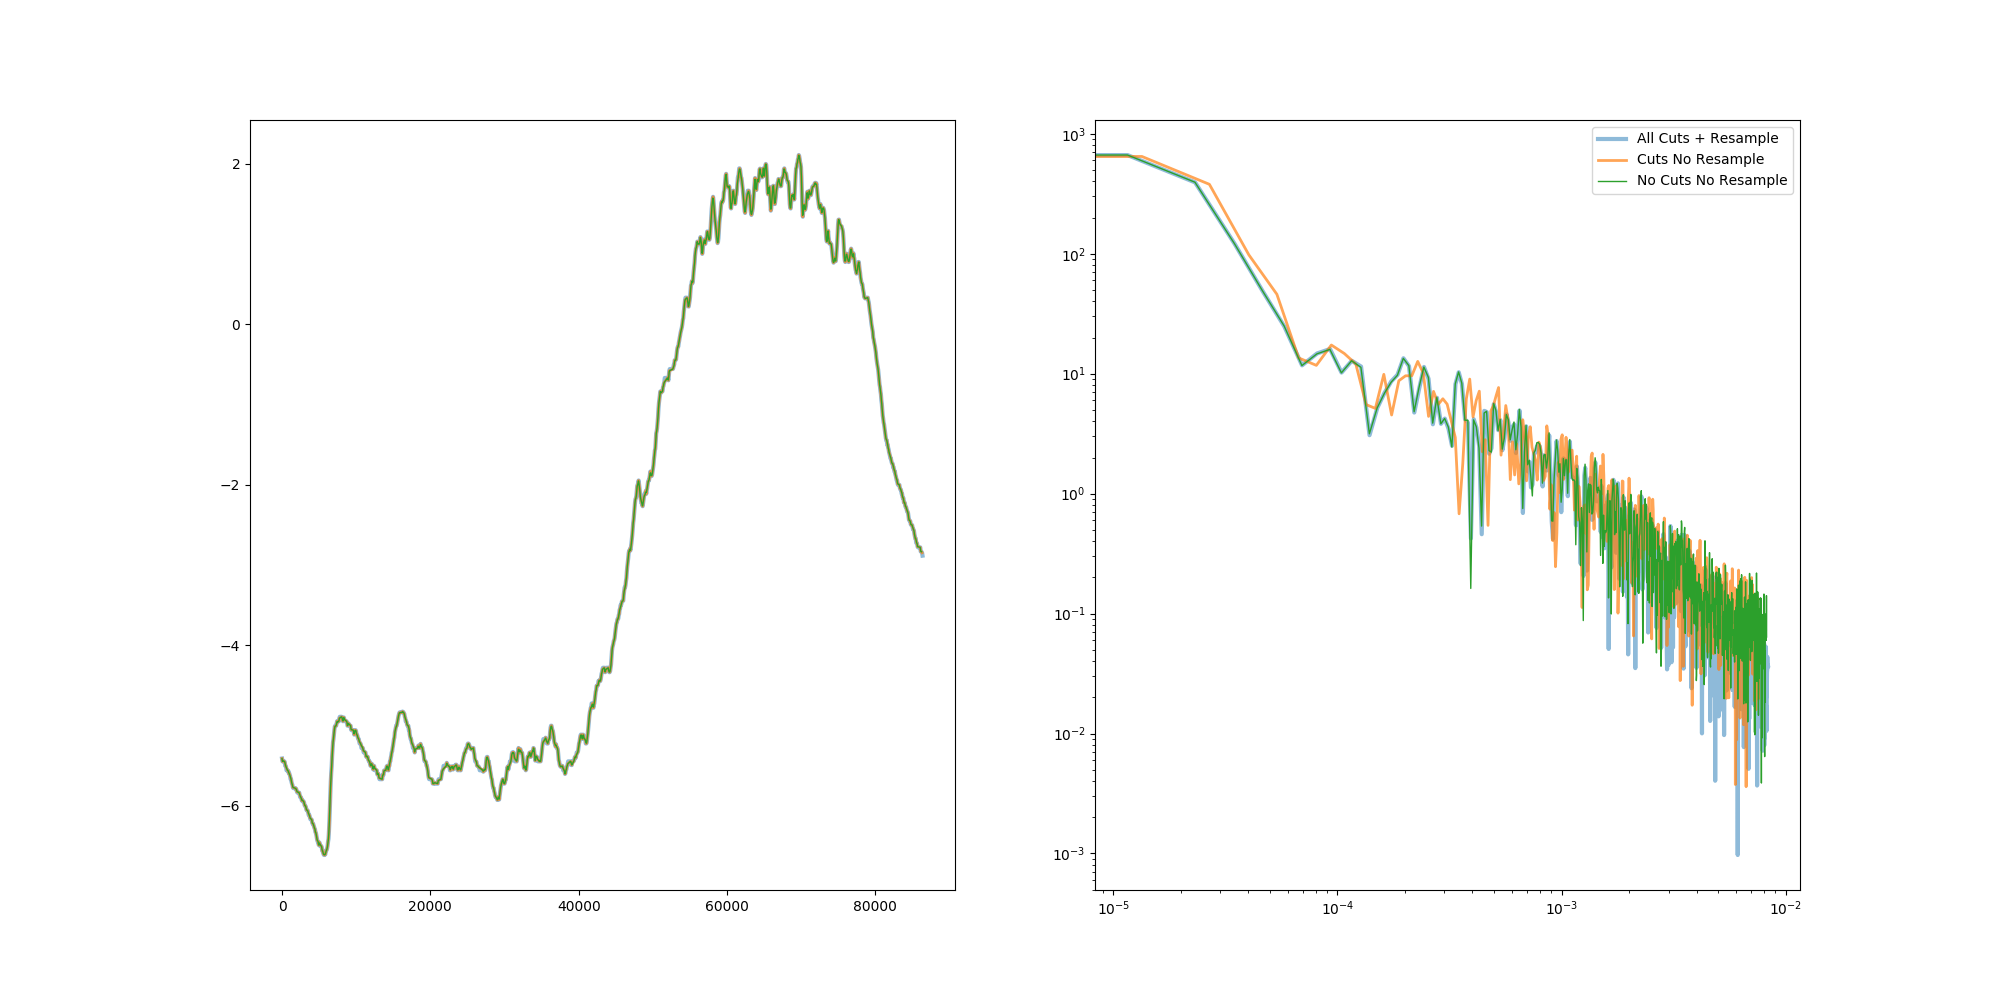 2
0
−2
−4
−6
0 20000 40000 60000 80000
10³
10²
10¹
10⁰
10⁻¹
10⁻²
10⁻³
10⁻⁵ 10⁻⁴ 10⁻³ 10⁻²
All Cuts + Resample
Cuts No Resample
No Cuts No Resample